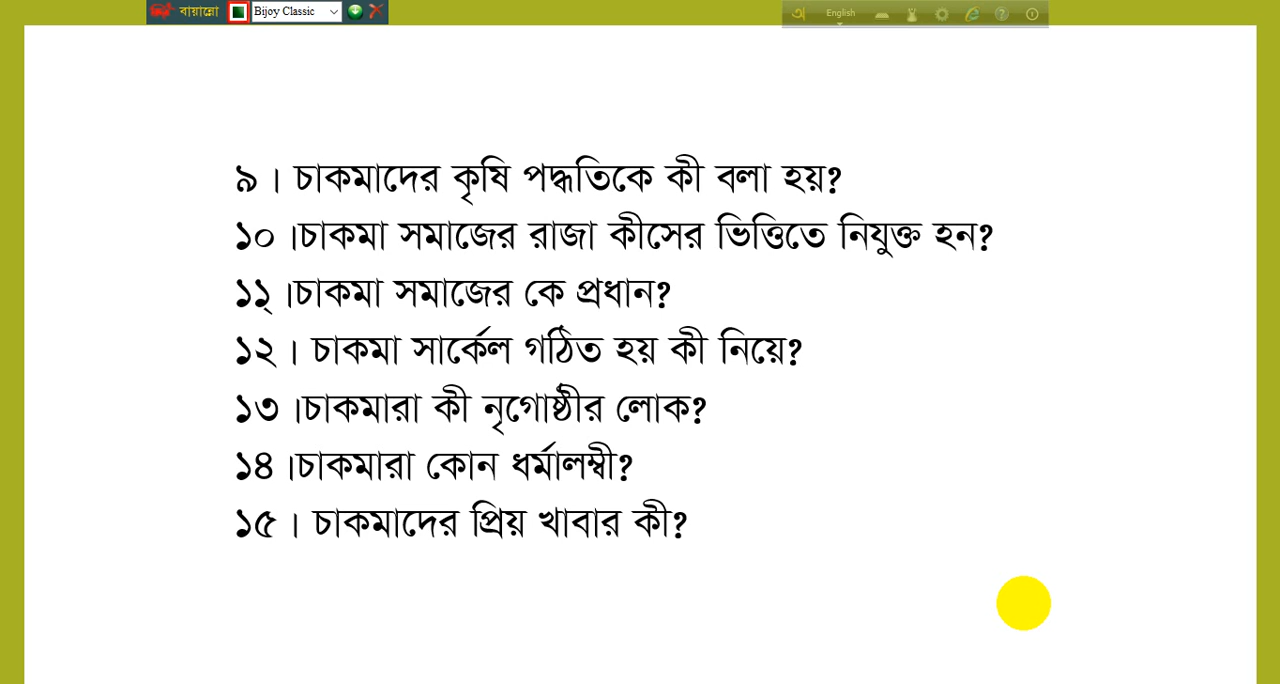 বায়ান্নো Bijoy Classic অ English
৯। চাকমাদের কৃষি পদ্ধতিকে কী বলা হয়?
১০।চাকমা সমাজের রাজা কীসের ভিত্তিতে নিযুক্ত হন?
১১্।চাকমা সমাজের কে প্রধান?
১২। চাকমা সার্কেল গঠিত হয় কী নিয়ে?
১৩।চাকমারা কী নৃগোষ্ঠীর লোক?
১৪।চাকমারা কোন ধর্মালম্বী?
১৫। চাকমাদের প্রিয় খাবার কী?